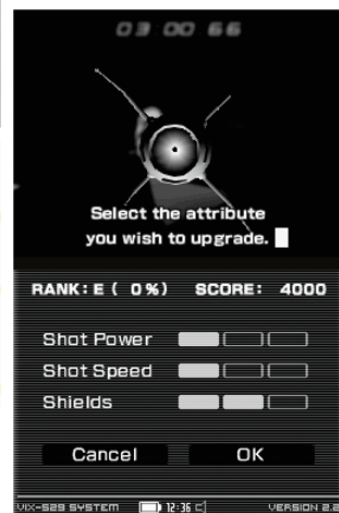 03 00 66
Select the attribute
you wish to upgrade.
RANK: E ( 0%) SCORE: 4000
Shot Power
Shot Speed
Shields
Cancel OK
VIX-529 SYSTEM 12:36 VERSION 2.2